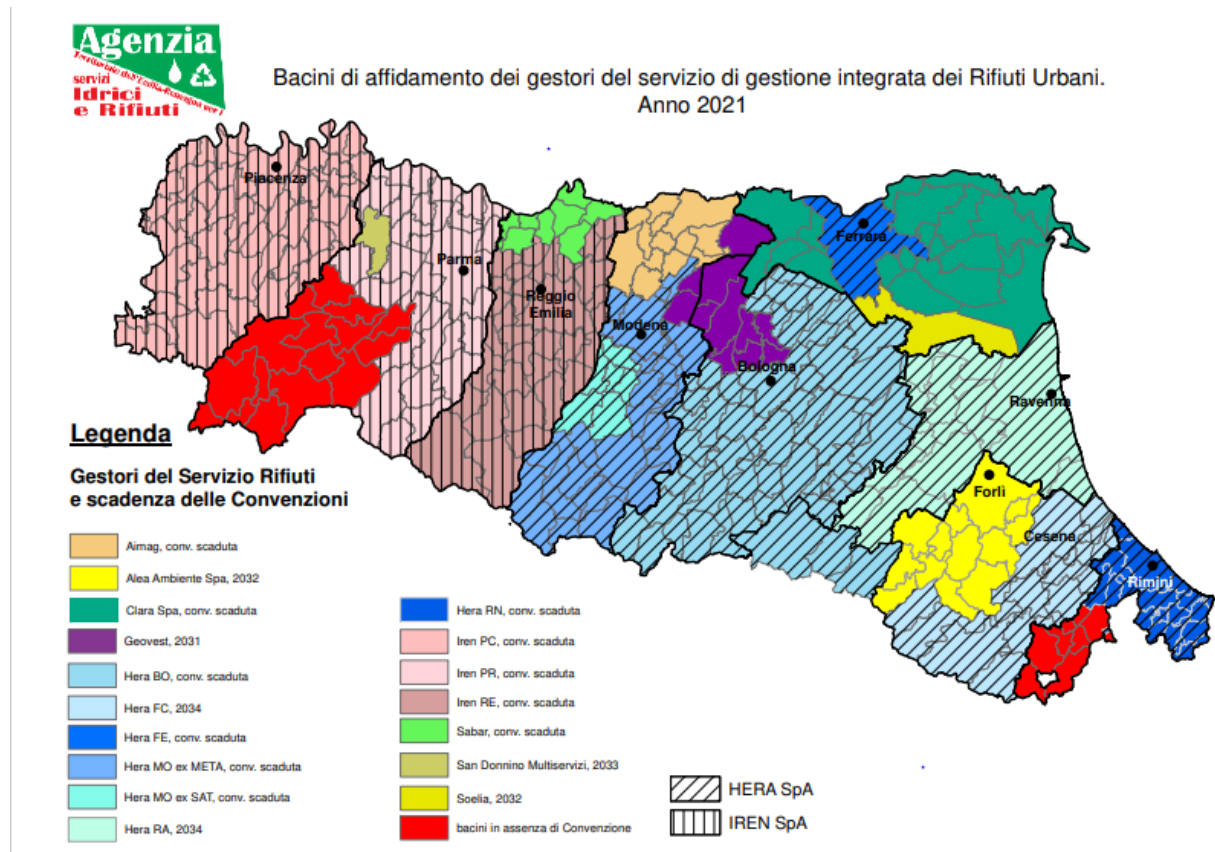 Agenzia
Territoriale dell'Emilia-Romagna per i
servizi
Idrici
e Rifiuti
Bacini di affidamento dei gestori del servizio di gestione integrata dei Rifiuti Urbani.
Anno 2021
Piacenza
Parma
Reggio
Emilia
Modena
Bologna
Ferrara
Ravenna
Forlì
Cesena
Rimini
Legenda
Gestori del Servizio Rifiuti
e scadenza delle Convenzioni
Aimag, conv. scaduta
Alea Ambiente Spa, 2032
Clara Spa, conv. scaduta
Geovest, 2031
Hera BO, conv. scaduta
Hera FC, 2034
Hera FE, conv. scaduta
Hera MO ex META, conv. scaduta
Hera MO ex SAT, conv. scaduta
Hera RA, 2034
Hera RN, conv. scaduta
Iren PC, conv. scaduta
Iren PR, conv. scaduta
Iren RE, conv. scaduta
Sabar, conv. scaduta
San Donnino Multiservizi, 2033
Soelia, 2032
bacini in assenza di Convenzione
HERA SpA
IREN SpA